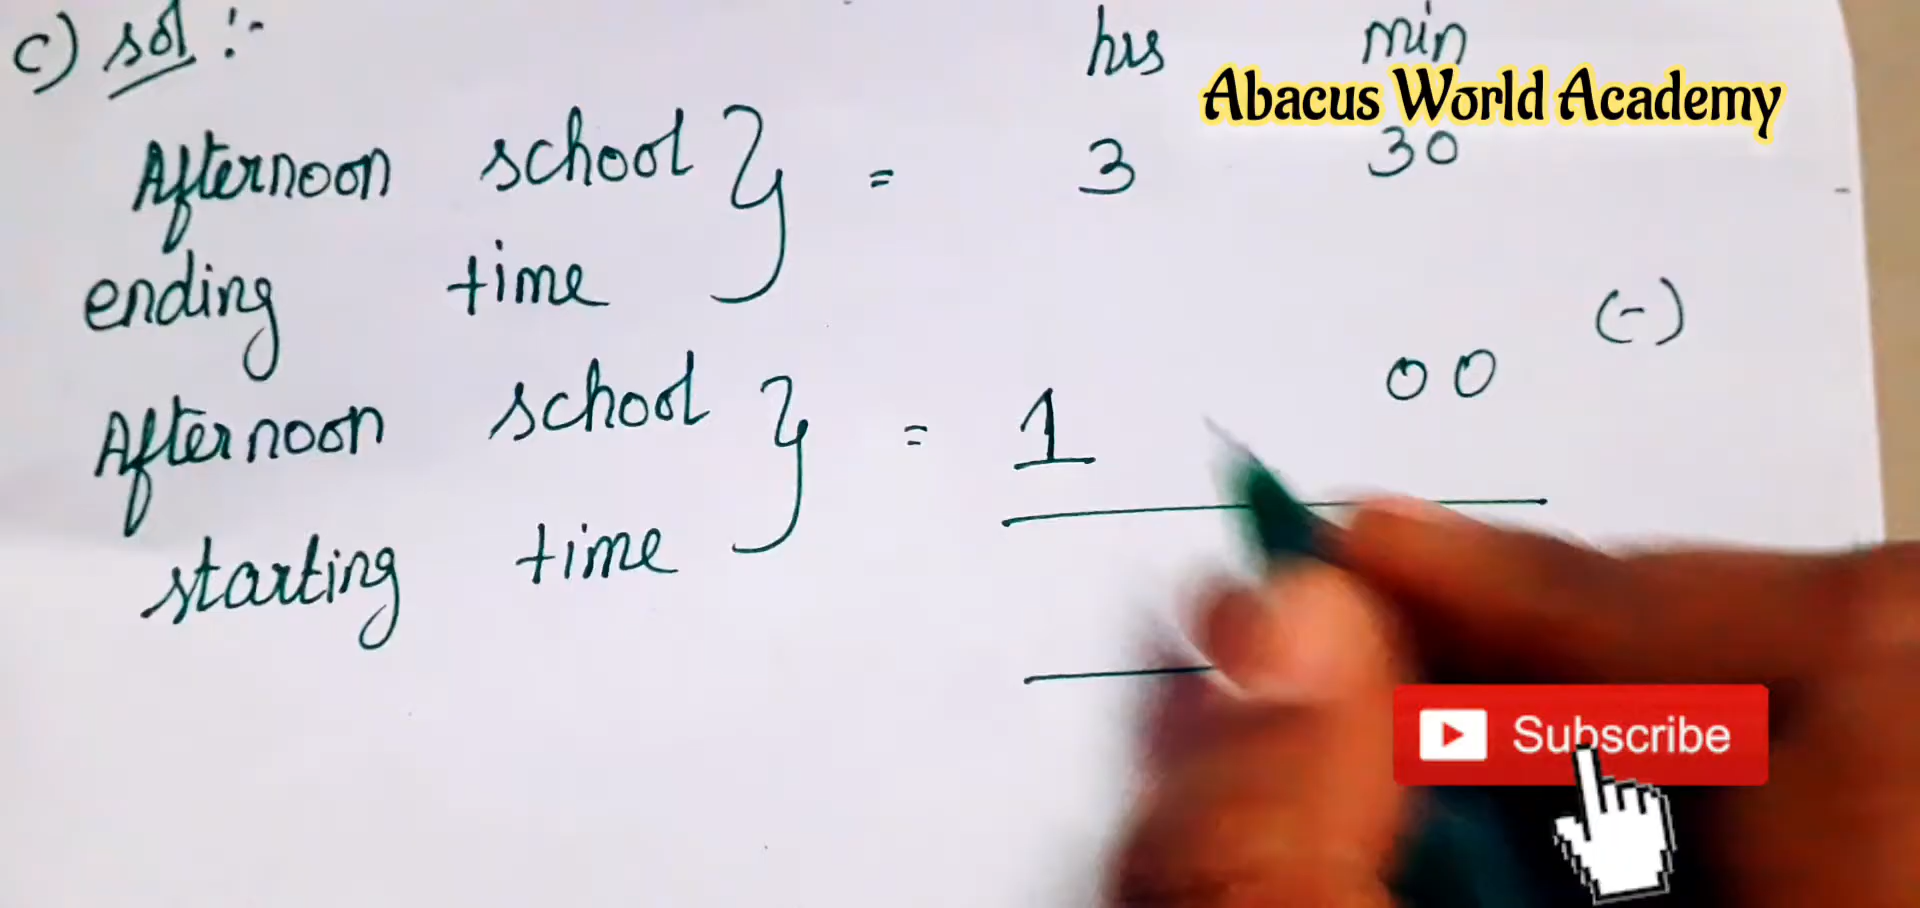 c) sol :-
hrs min
Abacus World Academy
Afternoon school } = 3 30
ending time
(-)
Afternoon school } = 1 00
starting time
Subscribe